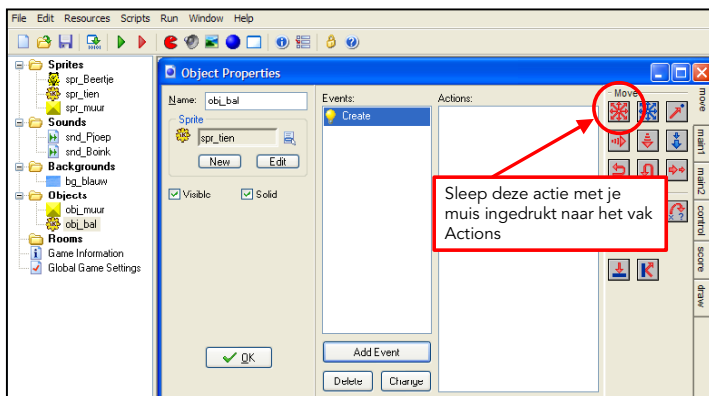 File Edit Resources Scripts Run Window Help
Sprites
spr_Beertje
spr_tien
spr_muur
Sounds
snd_Pjoep
snd_Boink
Backgrounds
bg_blauw
Objects
obj_muur
obj_bal
Rooms
Game Information
Global Game Settings
Object Properties
Name: obj_bal
Sprite
spr_tien
New Edit
Visible Solid
OK
Events:
Create
Add Event
Delete Change
Actions:
Move
Sleep deze actie met je
muis ingedrukt naar het vak
Actions
move
main1
main2
control
score
draw